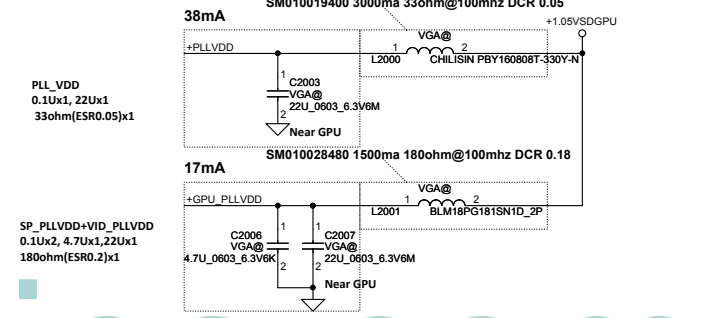 SM010019400 3000ma 33ohm@100mhz DCR 0.05
38mA
+1.05VSDGPU
VGA@
+PLLVDD
1
2
L2000
CHILISIN PBY160808T-330Y-N
PLL_VDD
0.1Ux1, 22Ux1
33ohm(ESR0.05)x1
1
C2003
VGA@
22U_0603_6.3V6M
2
Near GPU
SM010028480 1500ma 180ohm@100mhz DCR 0.18
17mA
VGA@
+GPU_PLLVDD
1
2
L2001
BLM18PG181SN1D_2P
SP_PLLVDD+VID_PLLVDD
0.1Ux2, 4.7Ux1,22Ux1
180ohm(ESR0.2)x1
1
C2006
VGA@
4.7U_0603_6.3V6K
2
1
C2007
VGA@
22U_0603_6.3V6M
2
Near GPU